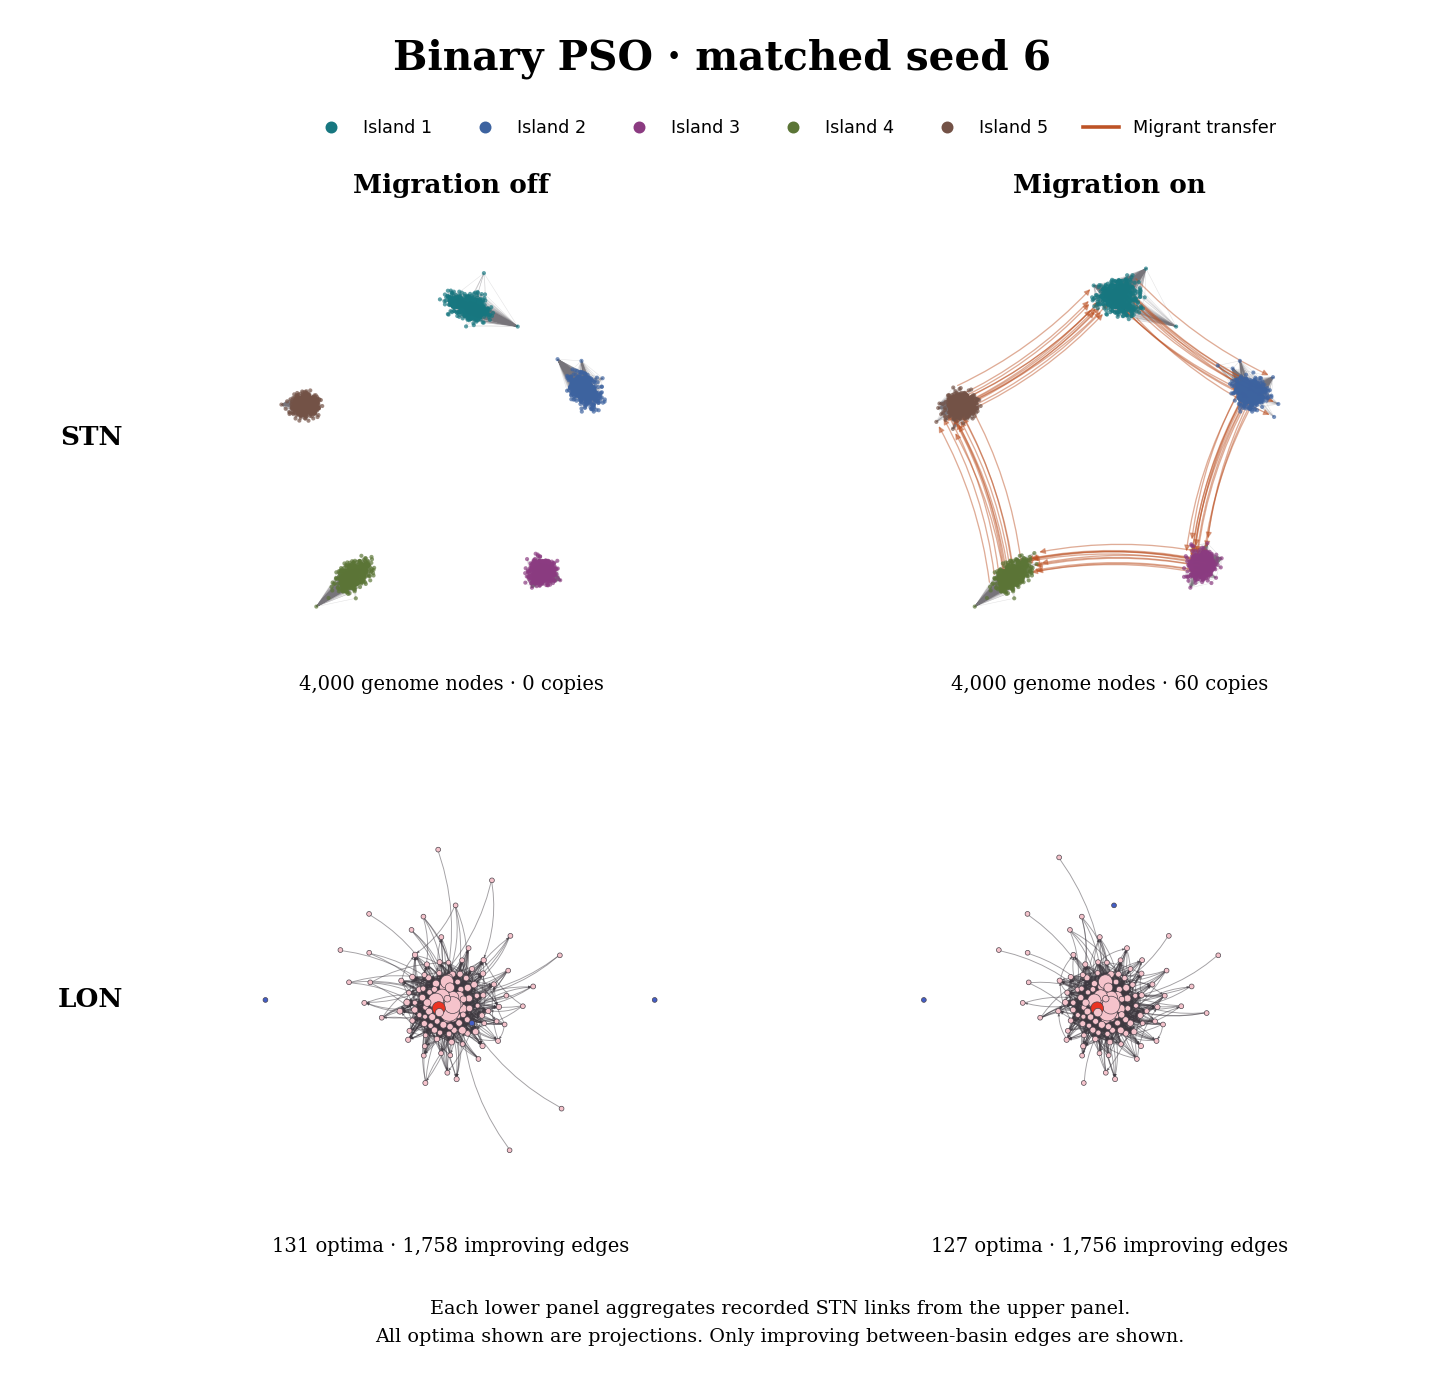 Binary PSO · matched seed 6
Island 1 Island 2 Island 3 Island 4 Island 5 Migrant transfer
Migration off Migration on
STN
4,000 genome nodes · 0 copies 4,000 genome nodes · 60 copies
LON
131 optima · 1,758 improving edges 127 optima · 1,756 improving edges
Each lower panel aggregates recorded STN links from the upper panel.
All optima shown are projections. Only improving between-basin edges are shown.